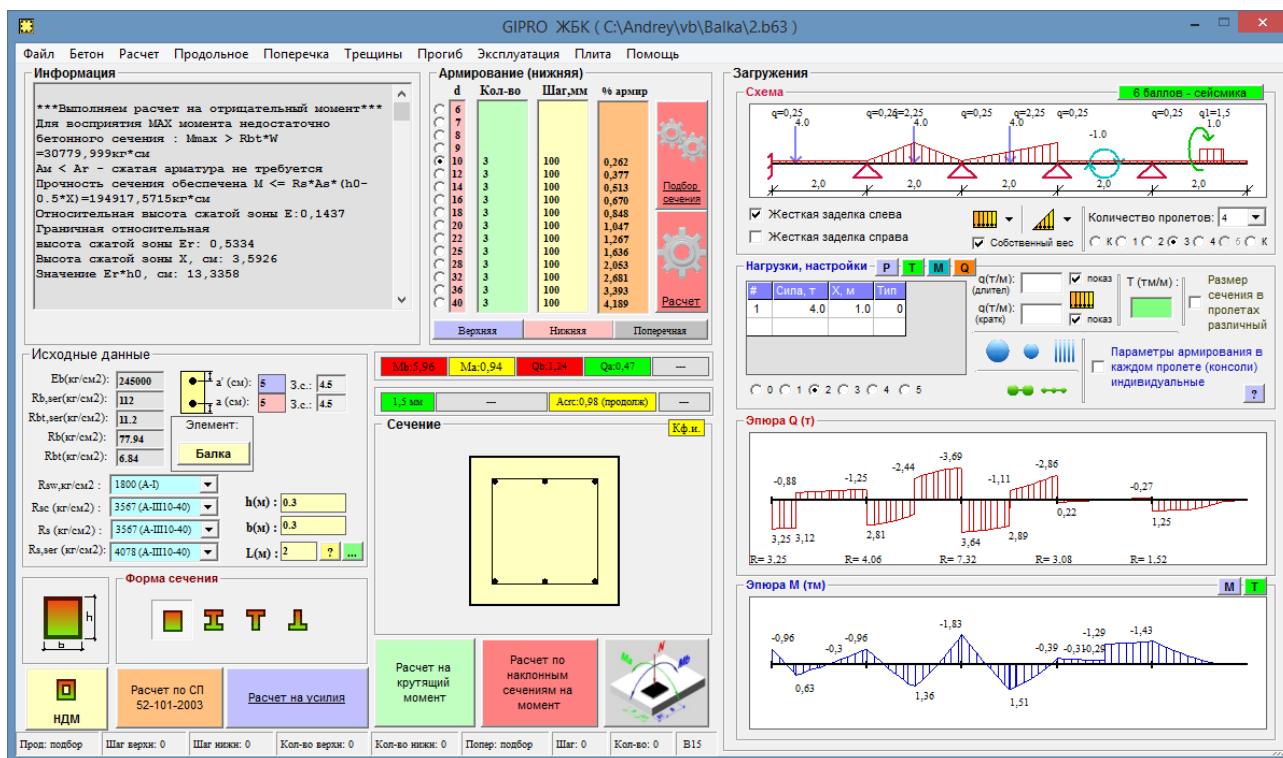 GIPRO ЖБК ( C:\Andrey\vb\Balka\2.b63 )
Файл Бетон Расчет Продольное Поперечка Трещины Прогиб Эксплуатация Плита Помощь
Информация
***Выполняем расчет на отрицательный момент***
Для восприятия MAX момента недостаточно
бетонного сечения : Mmax > Rbt*W
=30779,999кг*см
Ам < Ar - сжатая арматура не требуется
Прочность сечения обеспечена M <= Rs*As*(h0-
0.5*X)=194917,5715кг*см
Относительная высота сжатой зоны E:0,1437
Граничная относительная
высота сжатой зоны Er: 0,5334
Высота сжатой зоны X, см: 3,5926
Значение Er*h0, см: 13,3358
Армирование (нижняя)
d Кол-во Шаг,мм % армир
6
7
8
9
10 3 100 0,262
12 3 100 0,377
14 3 100 0,513
16 3 100 0,670
18 3 100 0,848
20 3 100 1,047
22 3 100 1,267
25 3 100 1,636
28 3 100 2,053
32 3 100 2,681
36 3 100 3,393
40 3 100 4,189
Подбор
сечения
Расчет
Верхняя Нижняя Поперечная
Загружения
Схема
6 баллов - сейсмика
q=0,25 q=0,26 =2,25 q=2,25 q=0,25 q=0,25 q1=1,5
4.0 4.0 4.0 -1.0 1.0
2,0 2,0 2,0 2,0 2,0
Жесткая заделка слева
Жесткая заделка справа
Собственный вес
Количество пролетов: 4
К 1 2 3 4 5 К
Нагрузки, настройки P T M Q
# Сила, т X, м Тип
1 4.0 1.0 0
q(т/м):
(длител)
показ
q(т/м):
(кратк)
показ
T (тм/м) :
Размер
сечения в
пролетах
различный
Параметры армирования в
каждом пролете (консоли)
индивидуальные
?
0 1 2 3 4 5
Исходные данные
Eb(кг/см2): 245000
Rb,ser(кг/см2): 112
Rbt,ser(кг/см2): 11.2
Rb(кг/см2): 77.94
Rbt(кг/см2): 6.84
a' (см): 5 З.с.: 4.5
a (см): 5 З.с.: 4.5
Элемент:
Балка
Rsw,кг/см2 : 1800 (A-I)
Rsc (кг/см2) : 3567 (A-III10-40)
Rs (кг/см2) : 3567 (A-III10-40)
Rs,ser (кг/см2): 4078 (A-III10-40)
h(м) : 0.3
b(м) : 0.3
L(м) : 2 ? ...
Mb:5,96 Ma:0,94 Qb:1,24 Qa:0,47 ---
1,5 мм --- Acrc:0,98 (продолж) ---
Сечение
Кф.и.
Форма сечения
h
b
НДМ
Расчет по СП
52-101-2003
Расчет на усилия
Расчет на
крутящий
момент
Расчет по
наклонным
сечениям на
момент
Эпюра Q (т)
-0,88 -1,25 -2,44 -3,69 -1,11 -2,86 -0,27
3,25 3,12 2,81 3,64 2,89 0,22 1,25
R= 3,25 R= 4.06 R= 7.32 R= 3.08 R= 1.52
Эпюра М (тм)
M T
-0,96 -0,3 -0,96 -1,83 -0,39 -0,31 -0,29 -1,29 -1,43
0,63 1,36 1,51
Прод: подбор Шаг верхн: 0 Шаг нижн: 0 Кол-во верхн: 0 Кол-во нижн: 0 Попер: подбор Шаг: 0 Кол-во: 0 B15